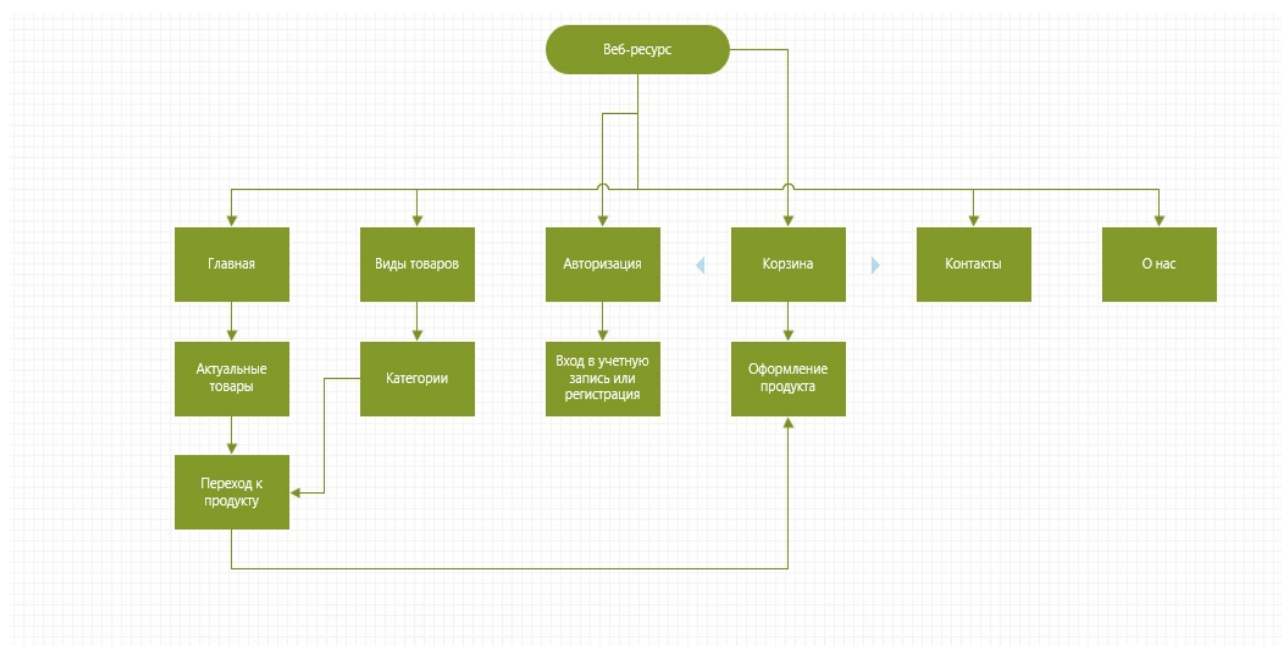 Веб-ресурс
Главная
Виды товаров
Авторизация
Корзина
Контакты
О нас
Актуальные
товары
Категории
Вход в учетную
запись или
регистрация
Оформление
продукта
Переход к
продукту